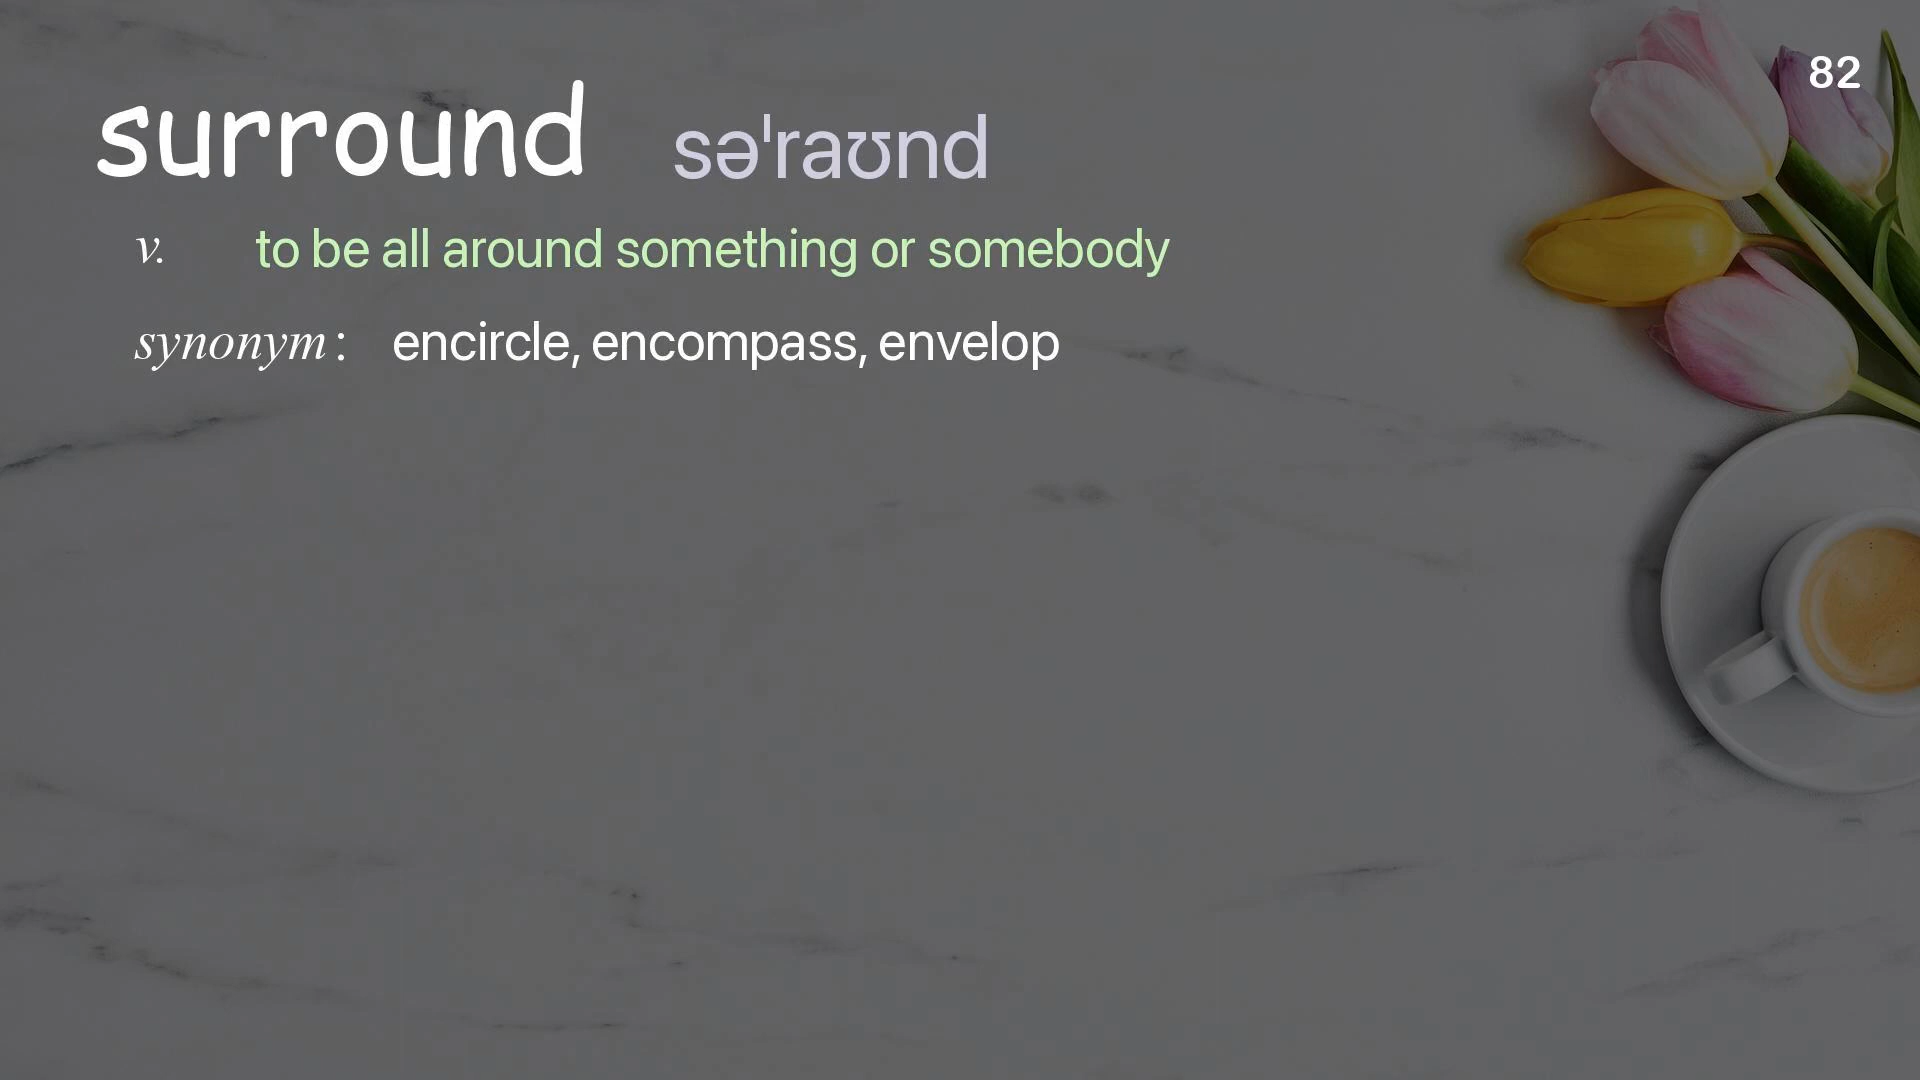 82
surround səˈraʊnd
v. to be all around something or somebody
synonym: encircle, encompass, envelop